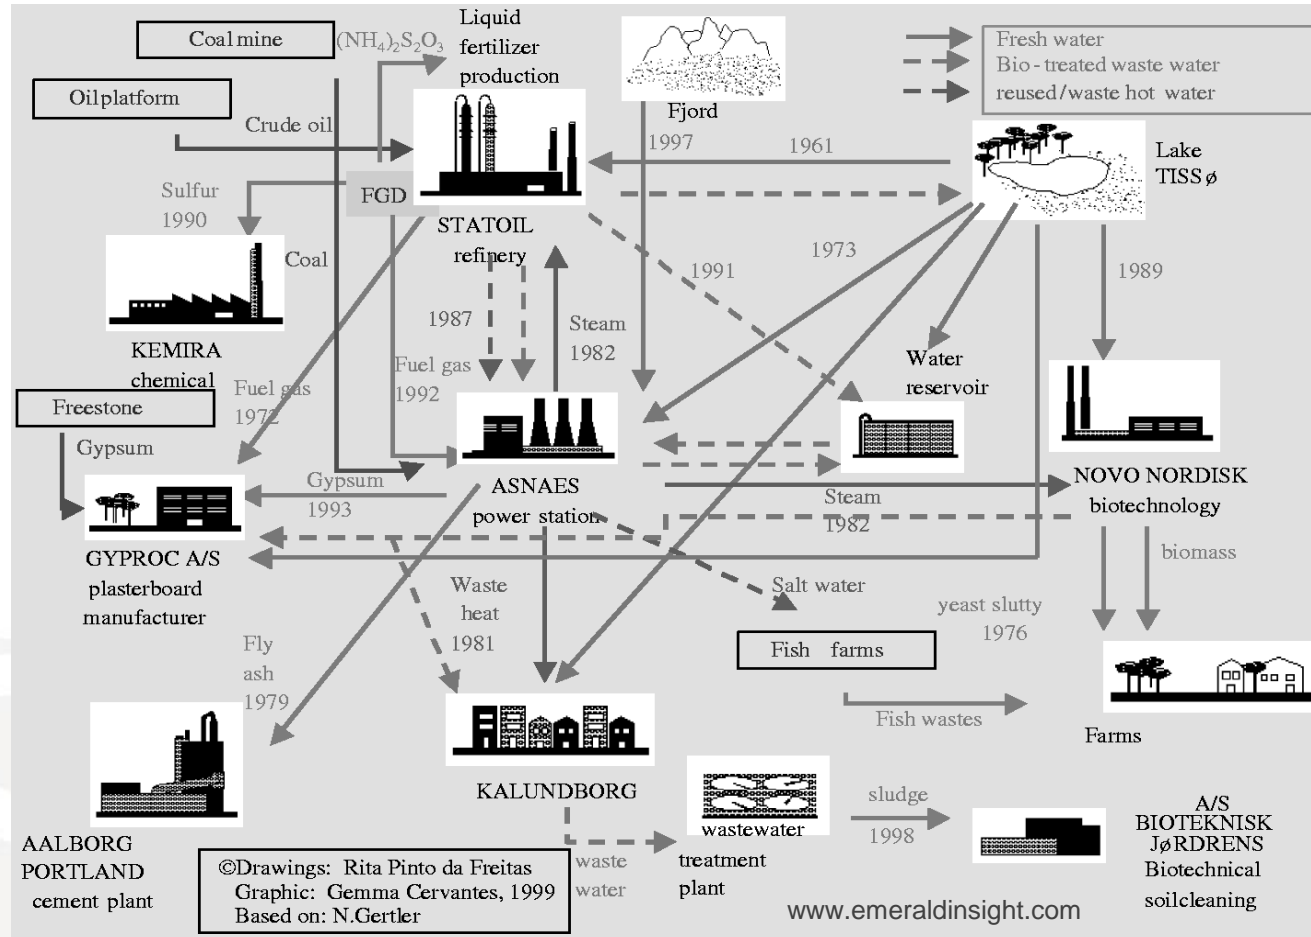 Coalmine
(NH₄)₂S₂O₃
Liquid
fertilizer
production
Fresh water
Bio-treated waste water
reused/waste hot water
Oilplatform
Crude oil
Fjord
1997
1961
Lake
TISSø
Sulfur
1990
FGD
STATOIL
refinery
Coal
1991
1973
1989
1987
Steam
1982
KEMIRA
chemical
Fuel gas
1992
Water
reservoir
Fuel gas
1972
Freestone
Gypsum
Gypsum
1993
ASNAES
power station
Steam
1982
NOVO NORDISK
biotechnology
GYPROC A/S
plasterboard
manufacturer
biomass
Waste
heat
1981
Salt water
yeast slutty
1976
Fly
ash
1979
Fish farms
Fish wastes
Farms
KALUNDBORG
wastewater
treatment
plant
sludge
1998
A/S
BIOTEKNISK
JøRDRENS
Biotechnical
soilcleaning
AALBORG
PORTLAND
cement plant
waste
water
©Drawings: Rita Pinto da Freitas
Graphic: Gemma Cervantes, 1999
Based on: N.Gertler
www.emeraldinsight.com